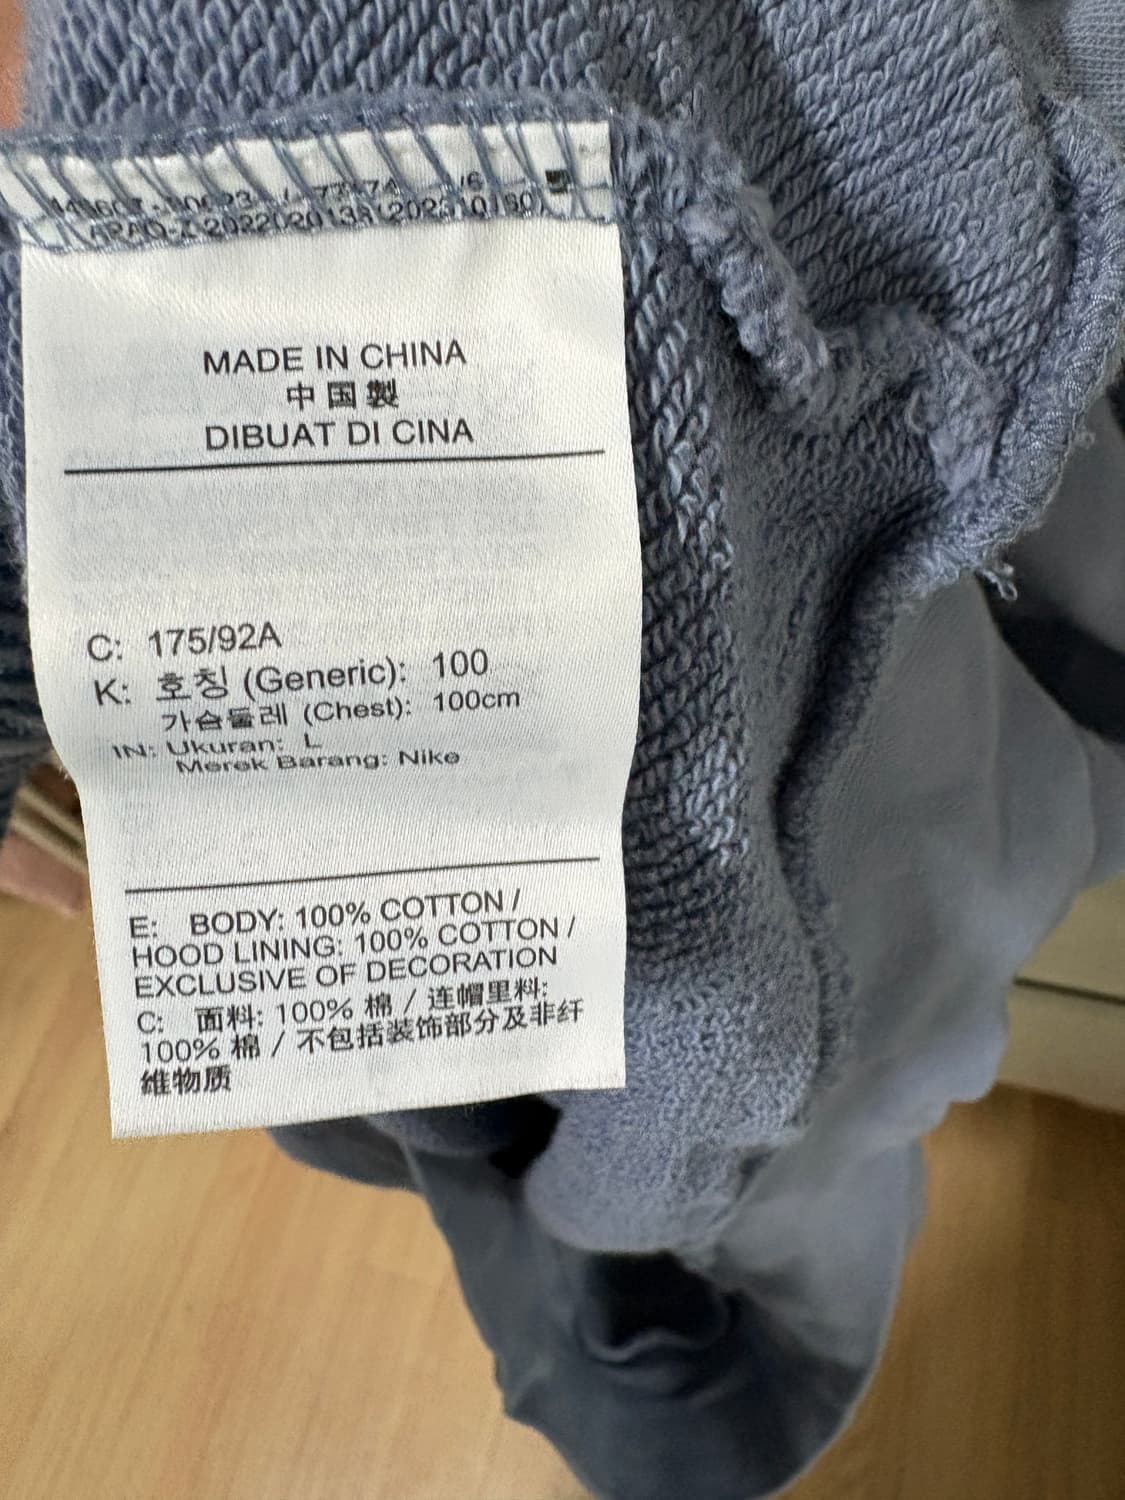 MADE IN CHINA
中国製
DIBUAT DI CINA
C: 175/92A
K: 호칭 (Generic): 100
가슴둘레 (Chest): 100cm
IN: Ukuran: L
Merek Barang: Nike
E: BODY: 100% COTTON /
HOOD LINING: 100% COTTON /
EXCLUSIVE OF DECORATION
C: 面料: 100% 棉 / 连帽里料:
100% 棉 / 不包括装饰部分及非纤
维物质